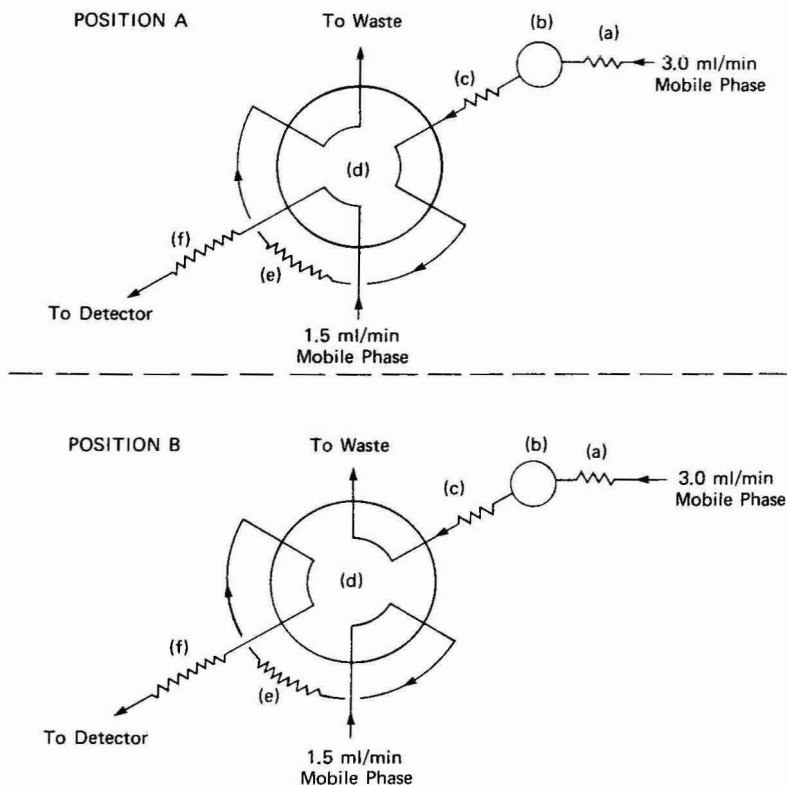 POSITION A
To Waste
(b)
(a)
3.0 ml/min
Mobile Phase
(c)
(d)
(f)
(e)
To Detector
1.5 ml/min
Mobile Phase
POSITION B
To Waste
(b)
(a)
3.0 ml/min
Mobile Phase
(c)
(d)
(f)
(e)
To Detector
1.5 ml/min
Mobile Phase